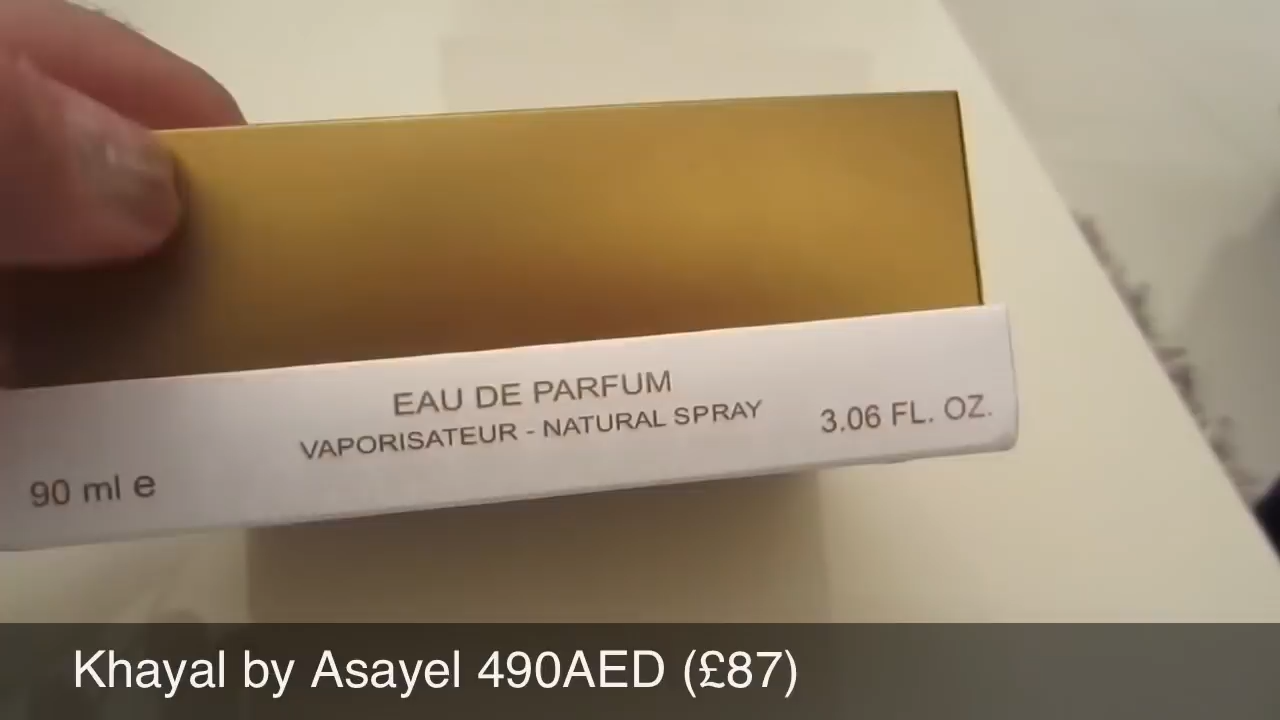 EAU DE PARFUM
VAPORISATEUR - NATURAL SPRAY
3.06 FL. OZ.
90 ml e
Khayal by Asayel 490AED (£87)